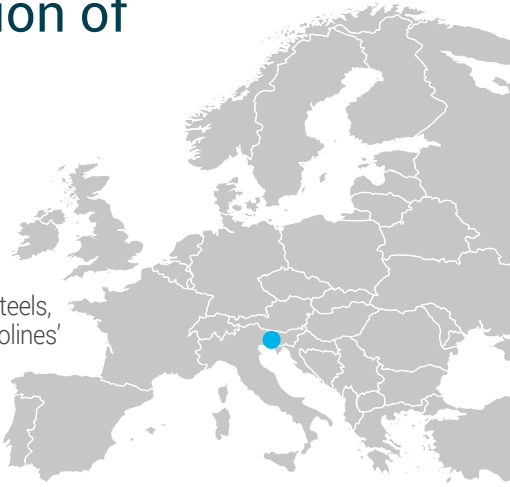 ion of
teels,
olines’